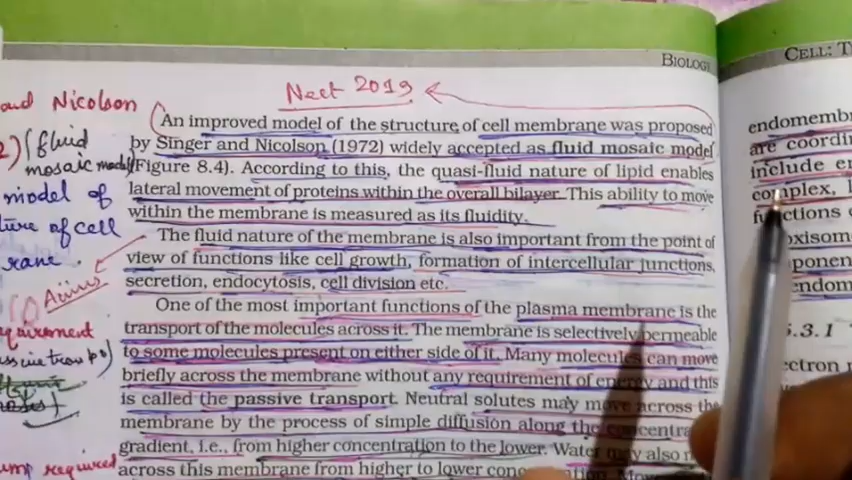 BIOLOGY
Neet 2019
An improved model of the structure of cell membrane was proposed
by Singer and Nicolson (1972) widely accepted as fluid mosaic model
(Figure 8.4). According to this, the quasi-fluid nature of lipid enables
lateral movement of proteins within the overall bilayer. This ability to move
within the membrane is measured as its fluidity.
The fluid nature of the membrane is also important from the point of
view of functions like cell growth, formation of intercellular junctions,
secretion, endocytosis, cell division etc.
One of the most important functions of the plasma membrane is the
transport of the molecules across it. The membrane is selectively permeable
to some molecules present on either side of it. Many molecules can move
briefly across the membrane without any requirement of energy and this
is called the passive transport. Neutral solutes may move across the
membrane by the process of simple diffusion along the concentra
gradient, i.e., from higher concentration to the lower. Water may also
across this membrane from higher to lower conc
and Nicolson
2) (fluid
mosaic model
model of
ture of cell
rane.
Aiims
required
CELL: T
endomemb
are coordin
include en
complex,
functions
oxisome
ponen
endom
.3.1
ectron